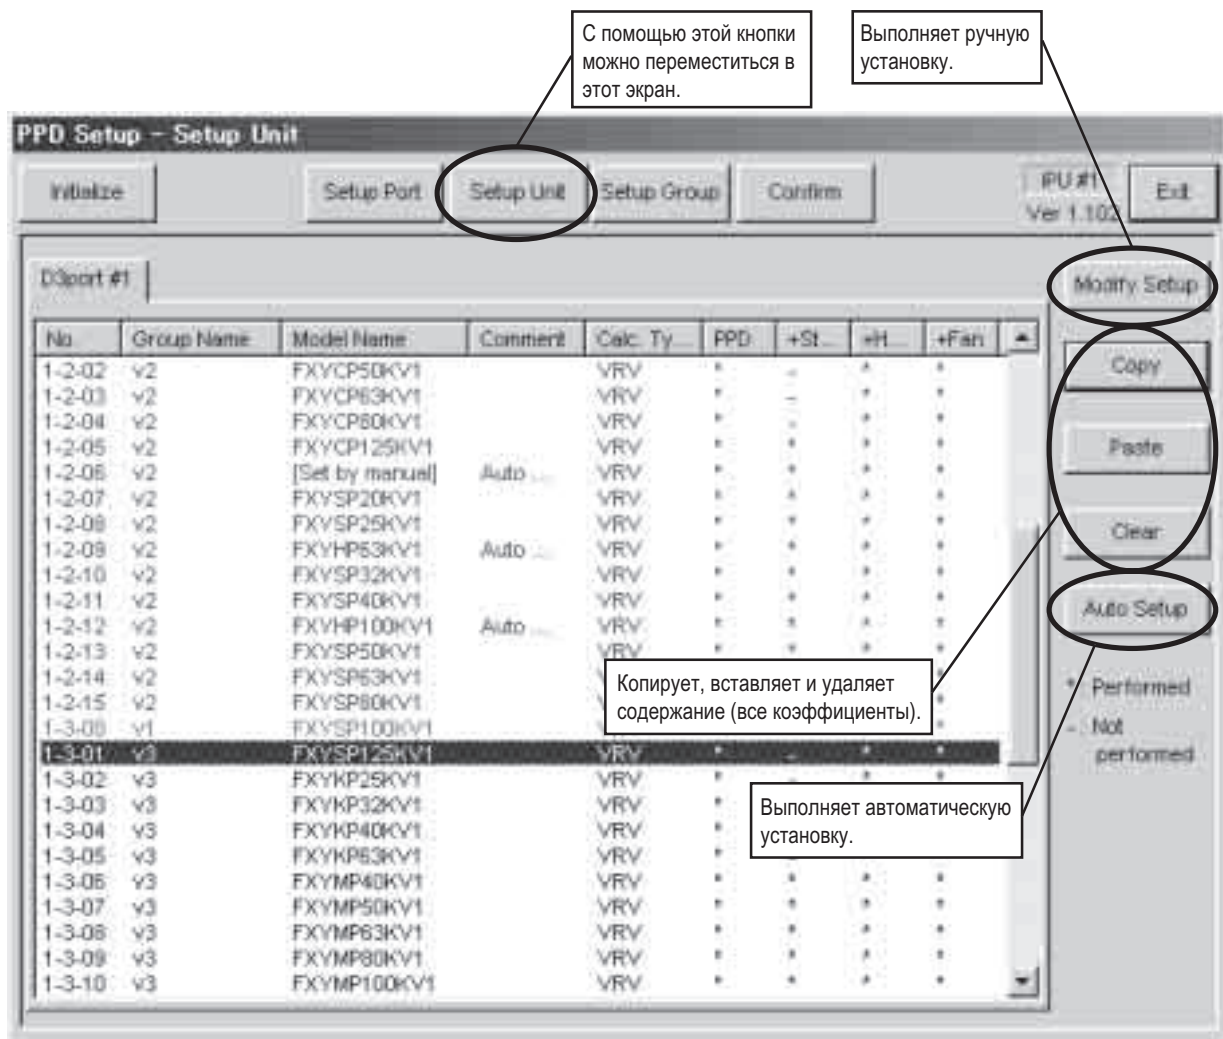 С помощью этой кнопки
можно переместиться в
этот экран.
Выполняет ручную
установку.
PPD Setup - Setup Unit
Initialize
Setup Port
Setup Unit
Setup Group
Confirm
IPU #1
Ver 1.102
Exit
D3port #1
Modify Setup
No. Group Name Model Name Comment Calc. Ty... PPD +St... +H... +Fan
Copy
Paste
Clear
Auto Setup
1-2-02 v2 FXYCP50KV1 VRV * - * *
1-2-03 v2 FXYCP63KV1 VRV * - * *
1-2-04 v2 FXYCP80KV1 VRV * - * *
1-2-05 v2 FXYCP125KV1 VRV * - * *
1-2-06 v2 [Set by manual] Auto ... VRV * * * *
1-2-07 v2 FXYSP20KV1 VRV * * * *
1-2-08 v2 FXYSP25KV1 VRV * * * *
1-2-09 v2 FXYHP63KV1 Auto ... VRV * * * *
1-2-10 v2 FXYSP32KV1 VRV * * * *
1-2-11 v2 FXYSP40KV1 VRV * * * *
1-2-12 v2 FXYHP100KV1 Auto ... VRV * * * *
1-2-13 v2 FXYSP50KV1 VRV * * * *
1-2-14 v2 FXYSP63KV1 *
1-2-15 v2 FXYSP80KV1
1-3-00 v1 FXYSP100KV1
1-3-01 v3 FXYSP125KV1 VRV * - * *
1-3-02 v3 FXYKP25KV1 VRV * - * *
1-3-03 v3 FXYKP32KV1 VRV *
1-3-04 v3 FXYKP40KV1 VRV *
1-3-05 v3 FXYKP63KV1 VRV * - * *
1-3-06 v3 FXYMP40KV1 VRV * * * *
1-3-07 v3 FXYMP50KV1 VRV * * * *
1-3-08 v3 FXYMP63KV1 VRV * * * *
1-3-09 v3 FXYMP80KV1 VRV * * * *
1-3-10 v3 FXYMP100KV1 VRV * * * *
Копирует, вставляет и удаляет
содержание (все коэффициенты).
* Performed
- Not
performed
Выполняет автоматическую
установку.